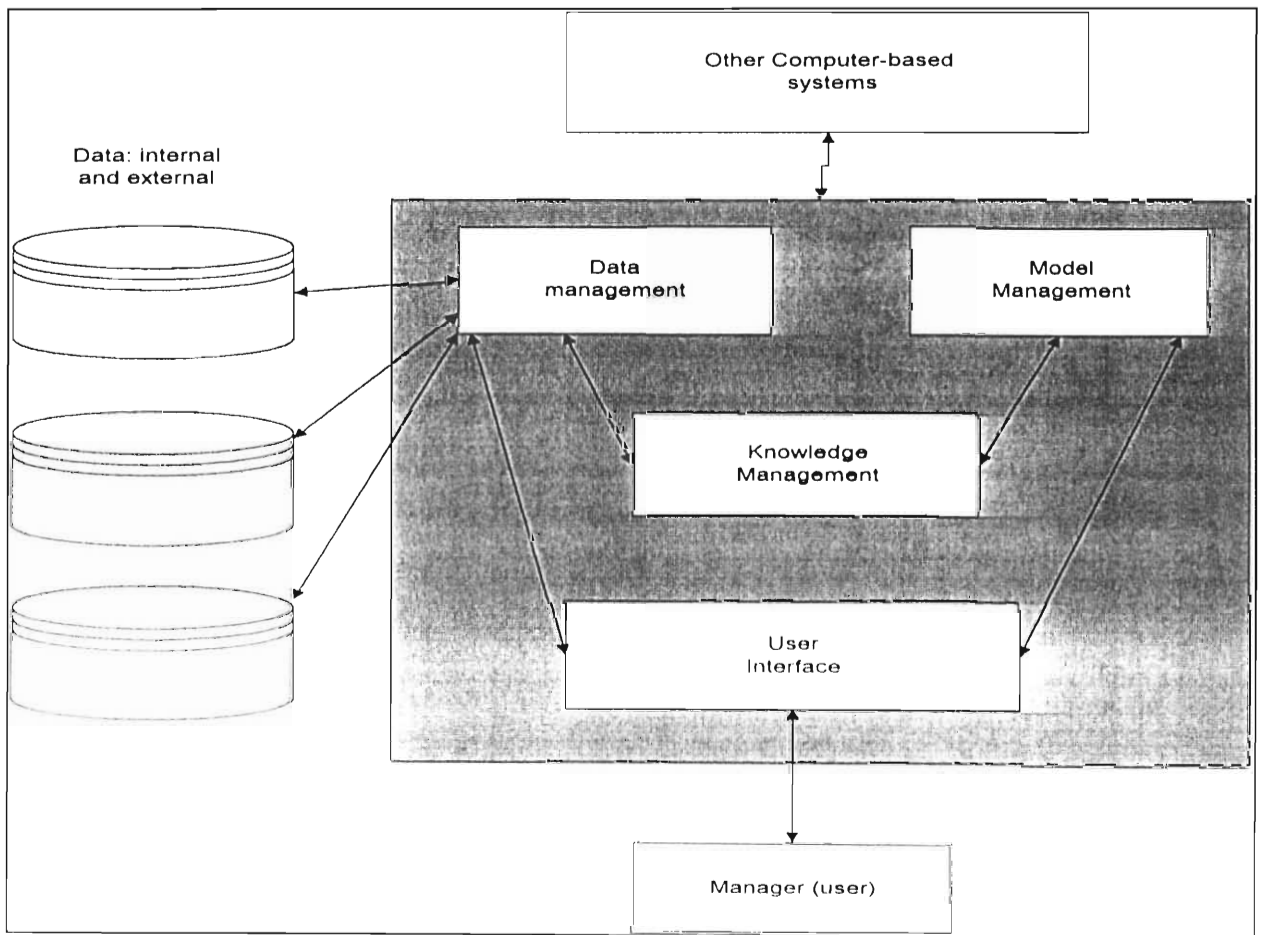 Other Computer-based
systems
Data: internal
and external
Data
management
Model
Management
Knowledge
Management
User
Interface
Manager (user)